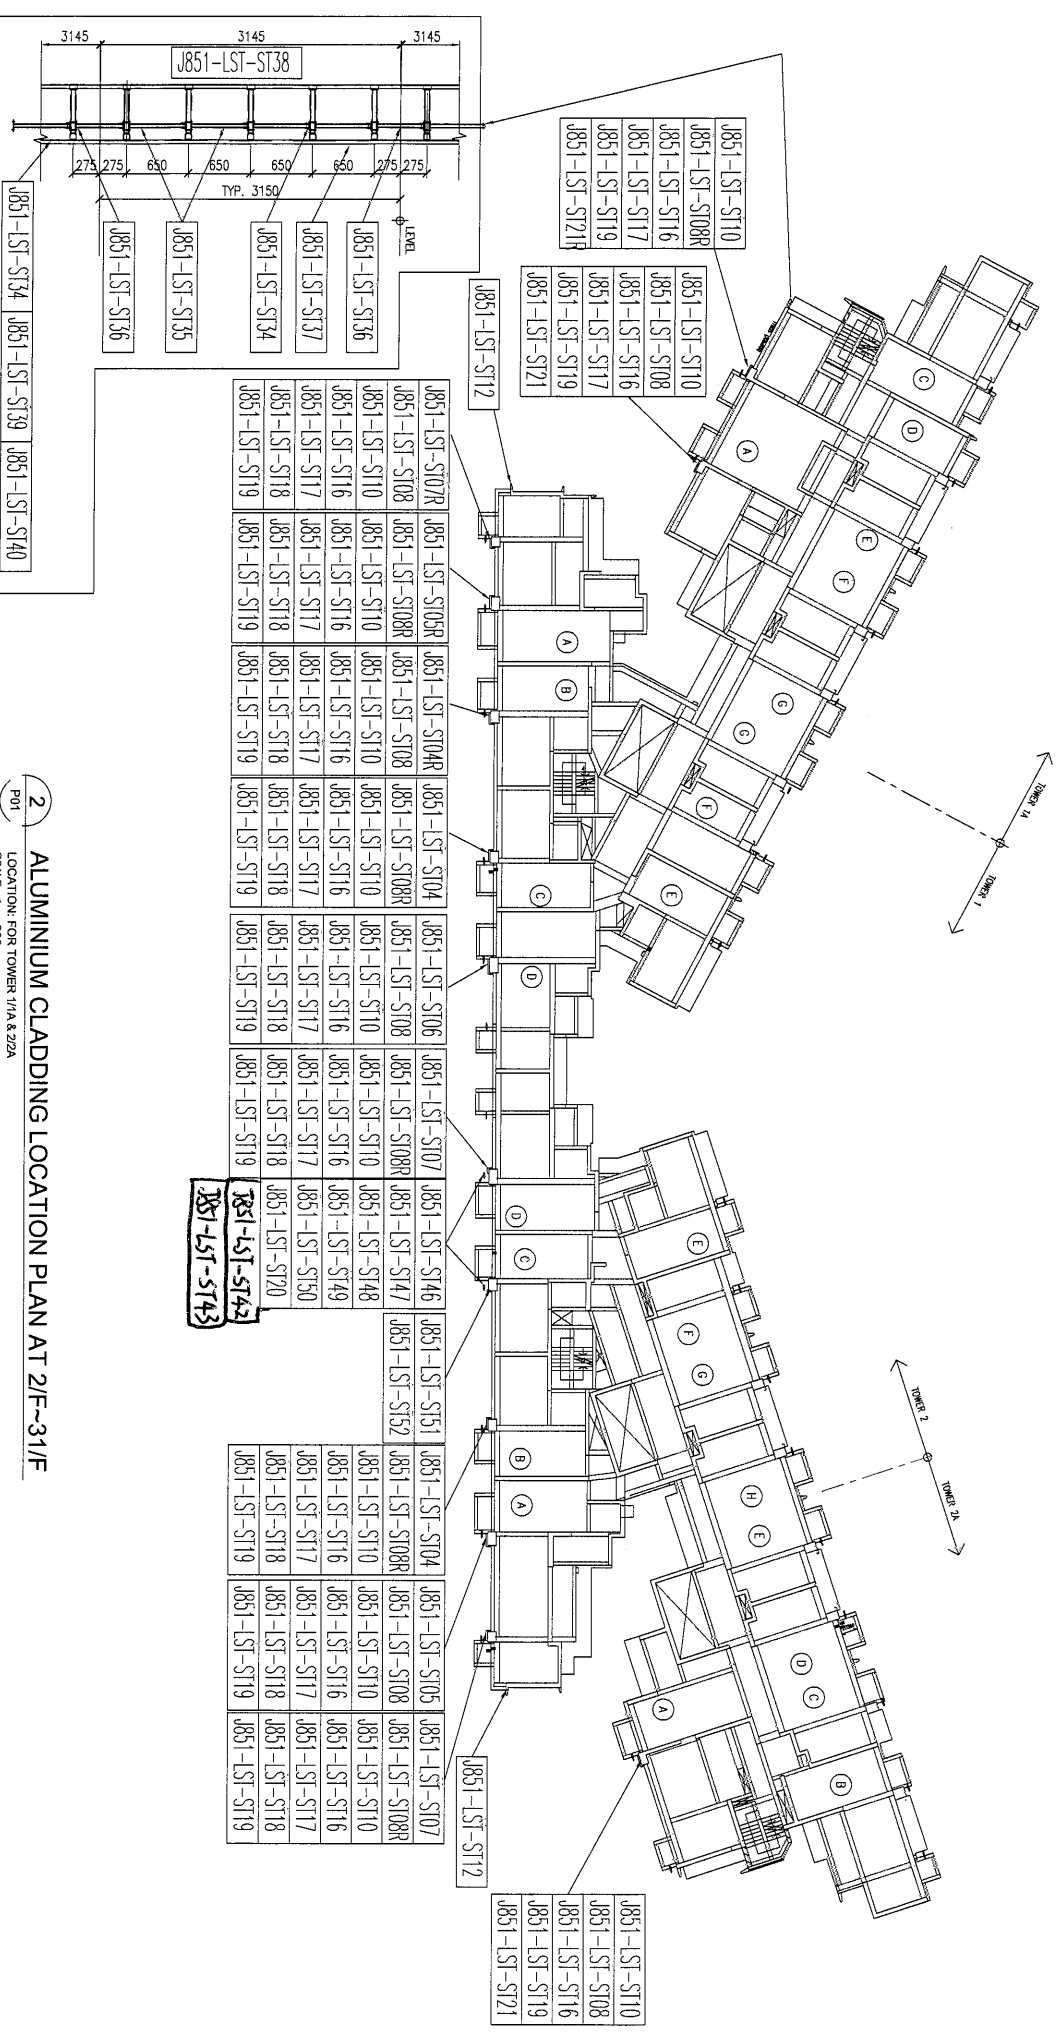 3145
3145
3145
J851-LST-ST38
275
275
650
650
650
650
275
275
TYP. 3150
LEVEL
J851-LST-ST36
J851-LST-ST35
J851-LST-ST34
J851-LST-ST37
J851-LST-ST36
J851-LST-ST34
J851-LST-ST39
J851-LST-ST40
J851-LST-ST10
J851-LST-ST08R
J851-LST-ST16
J851-LST-ST17
J851-LST-ST19
J851-LST-ST21R
J851-LST-ST10
J851-LST-ST08
J851-LST-ST16
J851-LST-ST17
J851-LST-ST19
J851-LST-ST21
J851-LST-ST12
J851-LST-ST07R
J851-LST-ST08
J851-LST-ST10
J851-LST-ST16
J851-LST-ST17
J851-LST-ST18
J851-LST-ST19
J851-LST-ST05R
J851-LST-ST08R
J851-LST-ST10
J851-LST-ST16
J851-LST-ST17
J851-LST-ST18
J851-LST-ST19
J851-LST-ST04R
J851-LST-ST08
J851-LST-ST10
J851-LST-ST16
J851-LST-ST17
J851-LST-ST18
J851-LST-ST19
J851-LST-ST04
J851-LST-ST08R
J851-LST-ST10
J851-LST-ST16
J851-LST-ST17
J851-LST-ST18
J851-LST-ST19
J851-LST-ST06
J851-LST-ST08
J851-LST-ST10
J851-LST-ST16
J851-LST-ST17
J851-LST-ST18
J851-LST-ST19
J851-LST-ST07
J851-LST-ST08R
J851-LST-ST10
J851-LST-ST16
J851-LST-ST17
J851-LST-ST18
J851-LST-ST19
J851-LST-ST46
J851-LST-ST47
J851-LST-ST48
J851-LST-ST49
J851-LST-ST50
J851-LST-ST20
J851-LST-ST42
J851-LST-ST43
J851-LST-ST51
J851-LST-ST52
J851-LST-ST04
J851-LST-ST08R
J851-LST-ST10
J851-LST-ST16
J851-LST-ST17
J851-LST-ST18
J851-LST-ST19
J851-LST-ST05
J851-LST-ST08
J851-LST-ST10
J851-LST-ST16
J851-LST-ST17
J851-LST-ST18
J851-LST-ST19
J851-LST-ST07
J851-LST-ST08R
J851-LST-ST10
J851-LST-ST16
J851-LST-ST17
J851-LST-ST18
J851-LST-ST19
J851-LST-ST12
J851-LST-ST10
J851-LST-ST08
J851-LST-ST16
J851-LST-ST19
J851-LST-ST21
C
D
A
E
F
G
G
F
E
TOWER 1A
TOWER 1
A
B
C
D
D
C
B
A
E
F
G
H
E
D
C
A
B
TOWER 2
TOWER 2A
2
P01
ALUMINIUM CLADDING LOCATION PLAN AT 2/F~31/F
LOCATION: FOR TOWER 1/1A & 2/2A